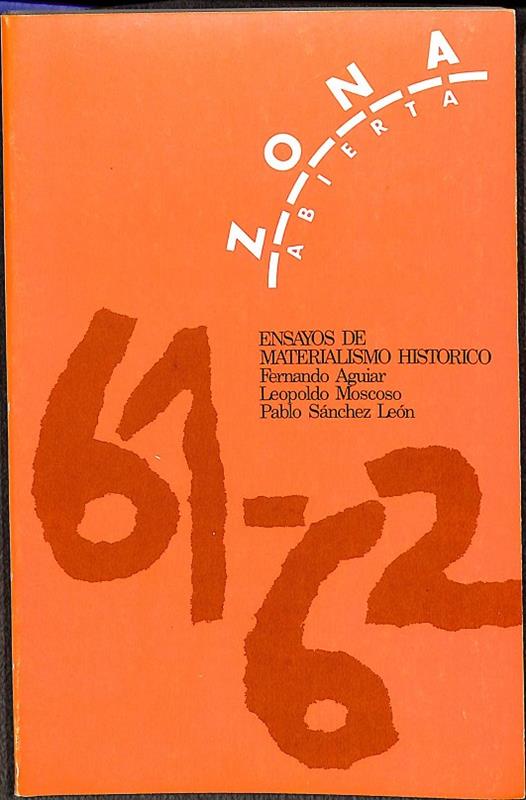 ZONA
ABIERTA
ENSAYOS DE
MATERIALISMO HISTORICO
Fernando Aguiar
Leopoldo Moscoso
Pablo Sánchez León
61-62